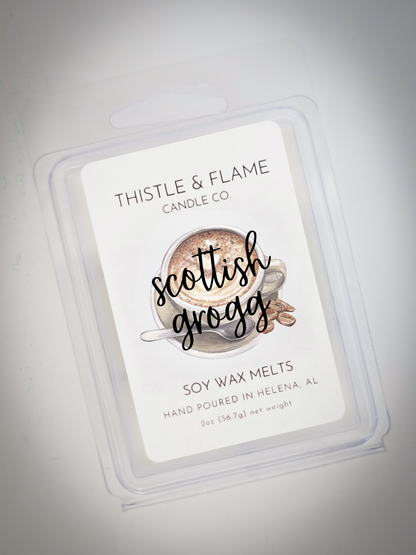 THISTLE & FLAME
CANDLE CO.
scottish
grogg
SOY WAX MELTS
HAND POURED IN HELENA, AL
2oz (56.7g) net weight